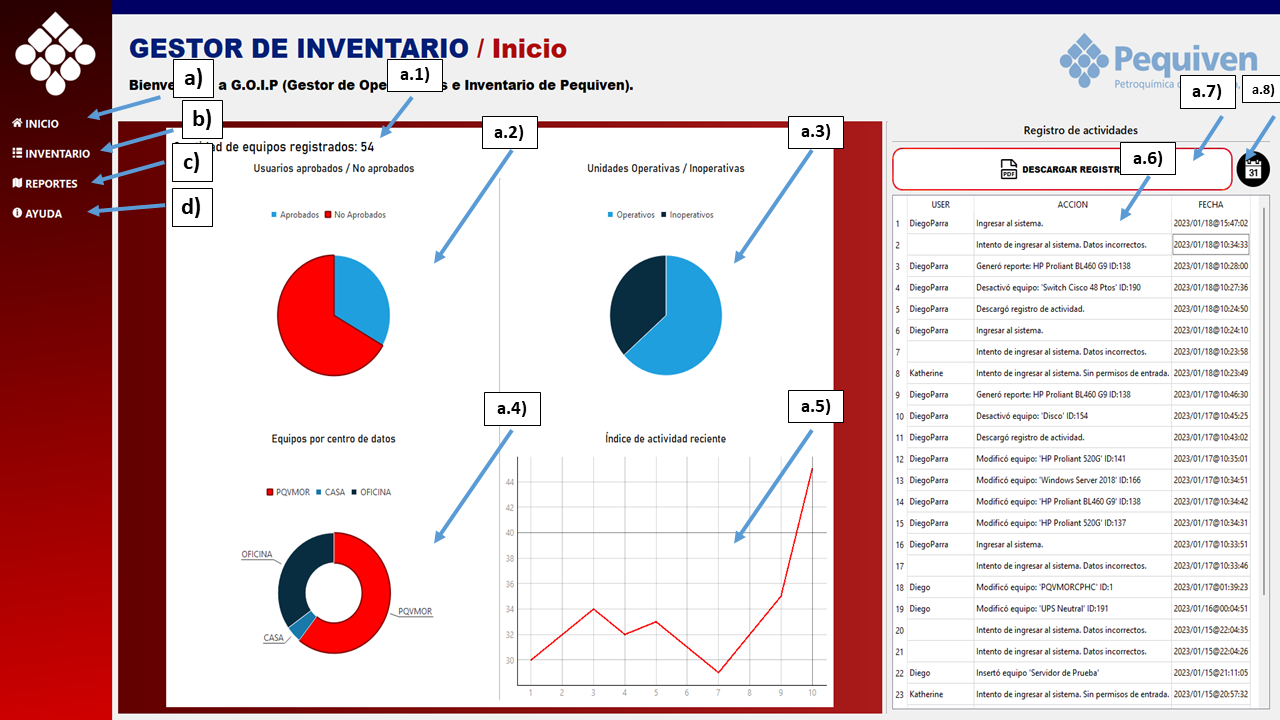 GESTOR DE INVENTARIO / Inicio
Pequiven
Petroquímica
a)
a.1)
Bienve a G.O.I.P (Gestor de Ope s e Inventario de Pequiven).
a.7)
a.8)
INICIO
b)
INVENTARIO
c)
REPORTES
d)
AYUDA
a.2)
a.3)
Registro de actividades
dad de equipos registrados: 54
a.6)
DESCARGAR REGISTR
31
PDF
Usuarios aprobados / No aprobados
Aprobados No Aprobados
Unidades Operativas / Inoperativas
Operativos Inoperativos
a.4)
a.5)
Equipos por centro de datos
PQVMOR CASA OFICINA
OFICINA
PQVMOR
CASA
Índice de actividad reciente
44
42
40
38
36
34
32
30
1 2 3 4 5 6 7 8 9 10
USER ACCION FECHA
1 DiegoParra Ingresar al sistema. 2023/01/18@15:47:02
2 Intento de ingresar al sistema. Datos incorrectos. 2023/01/18@10:34:33
3 DiegoParra Generó reporte: HP Proliant BL460 G9 ID:138 2023/01/18@10:28:00
4 DiegoParra Desactivó equipo: 'Switch Cisco 48 Ptos' ID:190 2023/01/18@10:27:36
5 DiegoParra Descargó registro de actividad. 2023/01/18@10:24:50
6 DiegoParra Ingresar al sistema. 2023/01/18@10:24:10
7 Intento de ingresar al sistema. Datos incorrectos. 2023/01/18@10:23:58
8 Katherine Intento de ingresar al sistema. Sin permisos de entrada. 2023/01/18@10:23:49
9 DiegoParra Generó reporte: HP Proliant BL460 G9 ID:138 2023/01/17@10:46:30
10 DiegoParra Desactivó equipo: 'Disco' ID:154 2023/01/17@10:45:25
11 DiegoParra Descargó registro de actividad. 2023/01/17@10:43:02
12 DiegoParra Modificó equipo: 'HP Proliant 520G' ID:141 2023/01/17@10:35:01
13 DiegoParra Modificó equipo: 'Windows Server 2018' ID:166 2023/01/17@10:34:51
14 DiegoParra Modificó equipo: 'HP Proliant BL460 G9' ID:138 2023/01/17@10:34:42
15 DiegoParra Modificó equipo: 'HP Proliant 520G' ID:137 2023/01/17@10:34:31
16 DiegoParra Ingresar al sistema. 2023/01/17@10:33:51
17 Intento de ingresar al sistema. Datos incorrectos. 2023/01/17@10:33:46
18 Diego Modificó equipo: 'PQVMORCPHC' ID:1 2023/01/17@01:39:23
19 Diego Modificó equipo: 'UPS Neutral' ID:191 2023/01/16@00:04:51
20 Intento de ingresar al sistema. Datos incorrectos. 2023/01/15@22:04:35
21 Intento de ingresar al sistema. Datos incorrectos. 2023/01/15@22:04:26
22 Diego Insertó equipo 'Servidor de Prueba' 2023/01/15@21:11:05
23 Katherine Intento de ingresar al sistema. Sin permisos de entrada. 2023/01/15@20:57:32